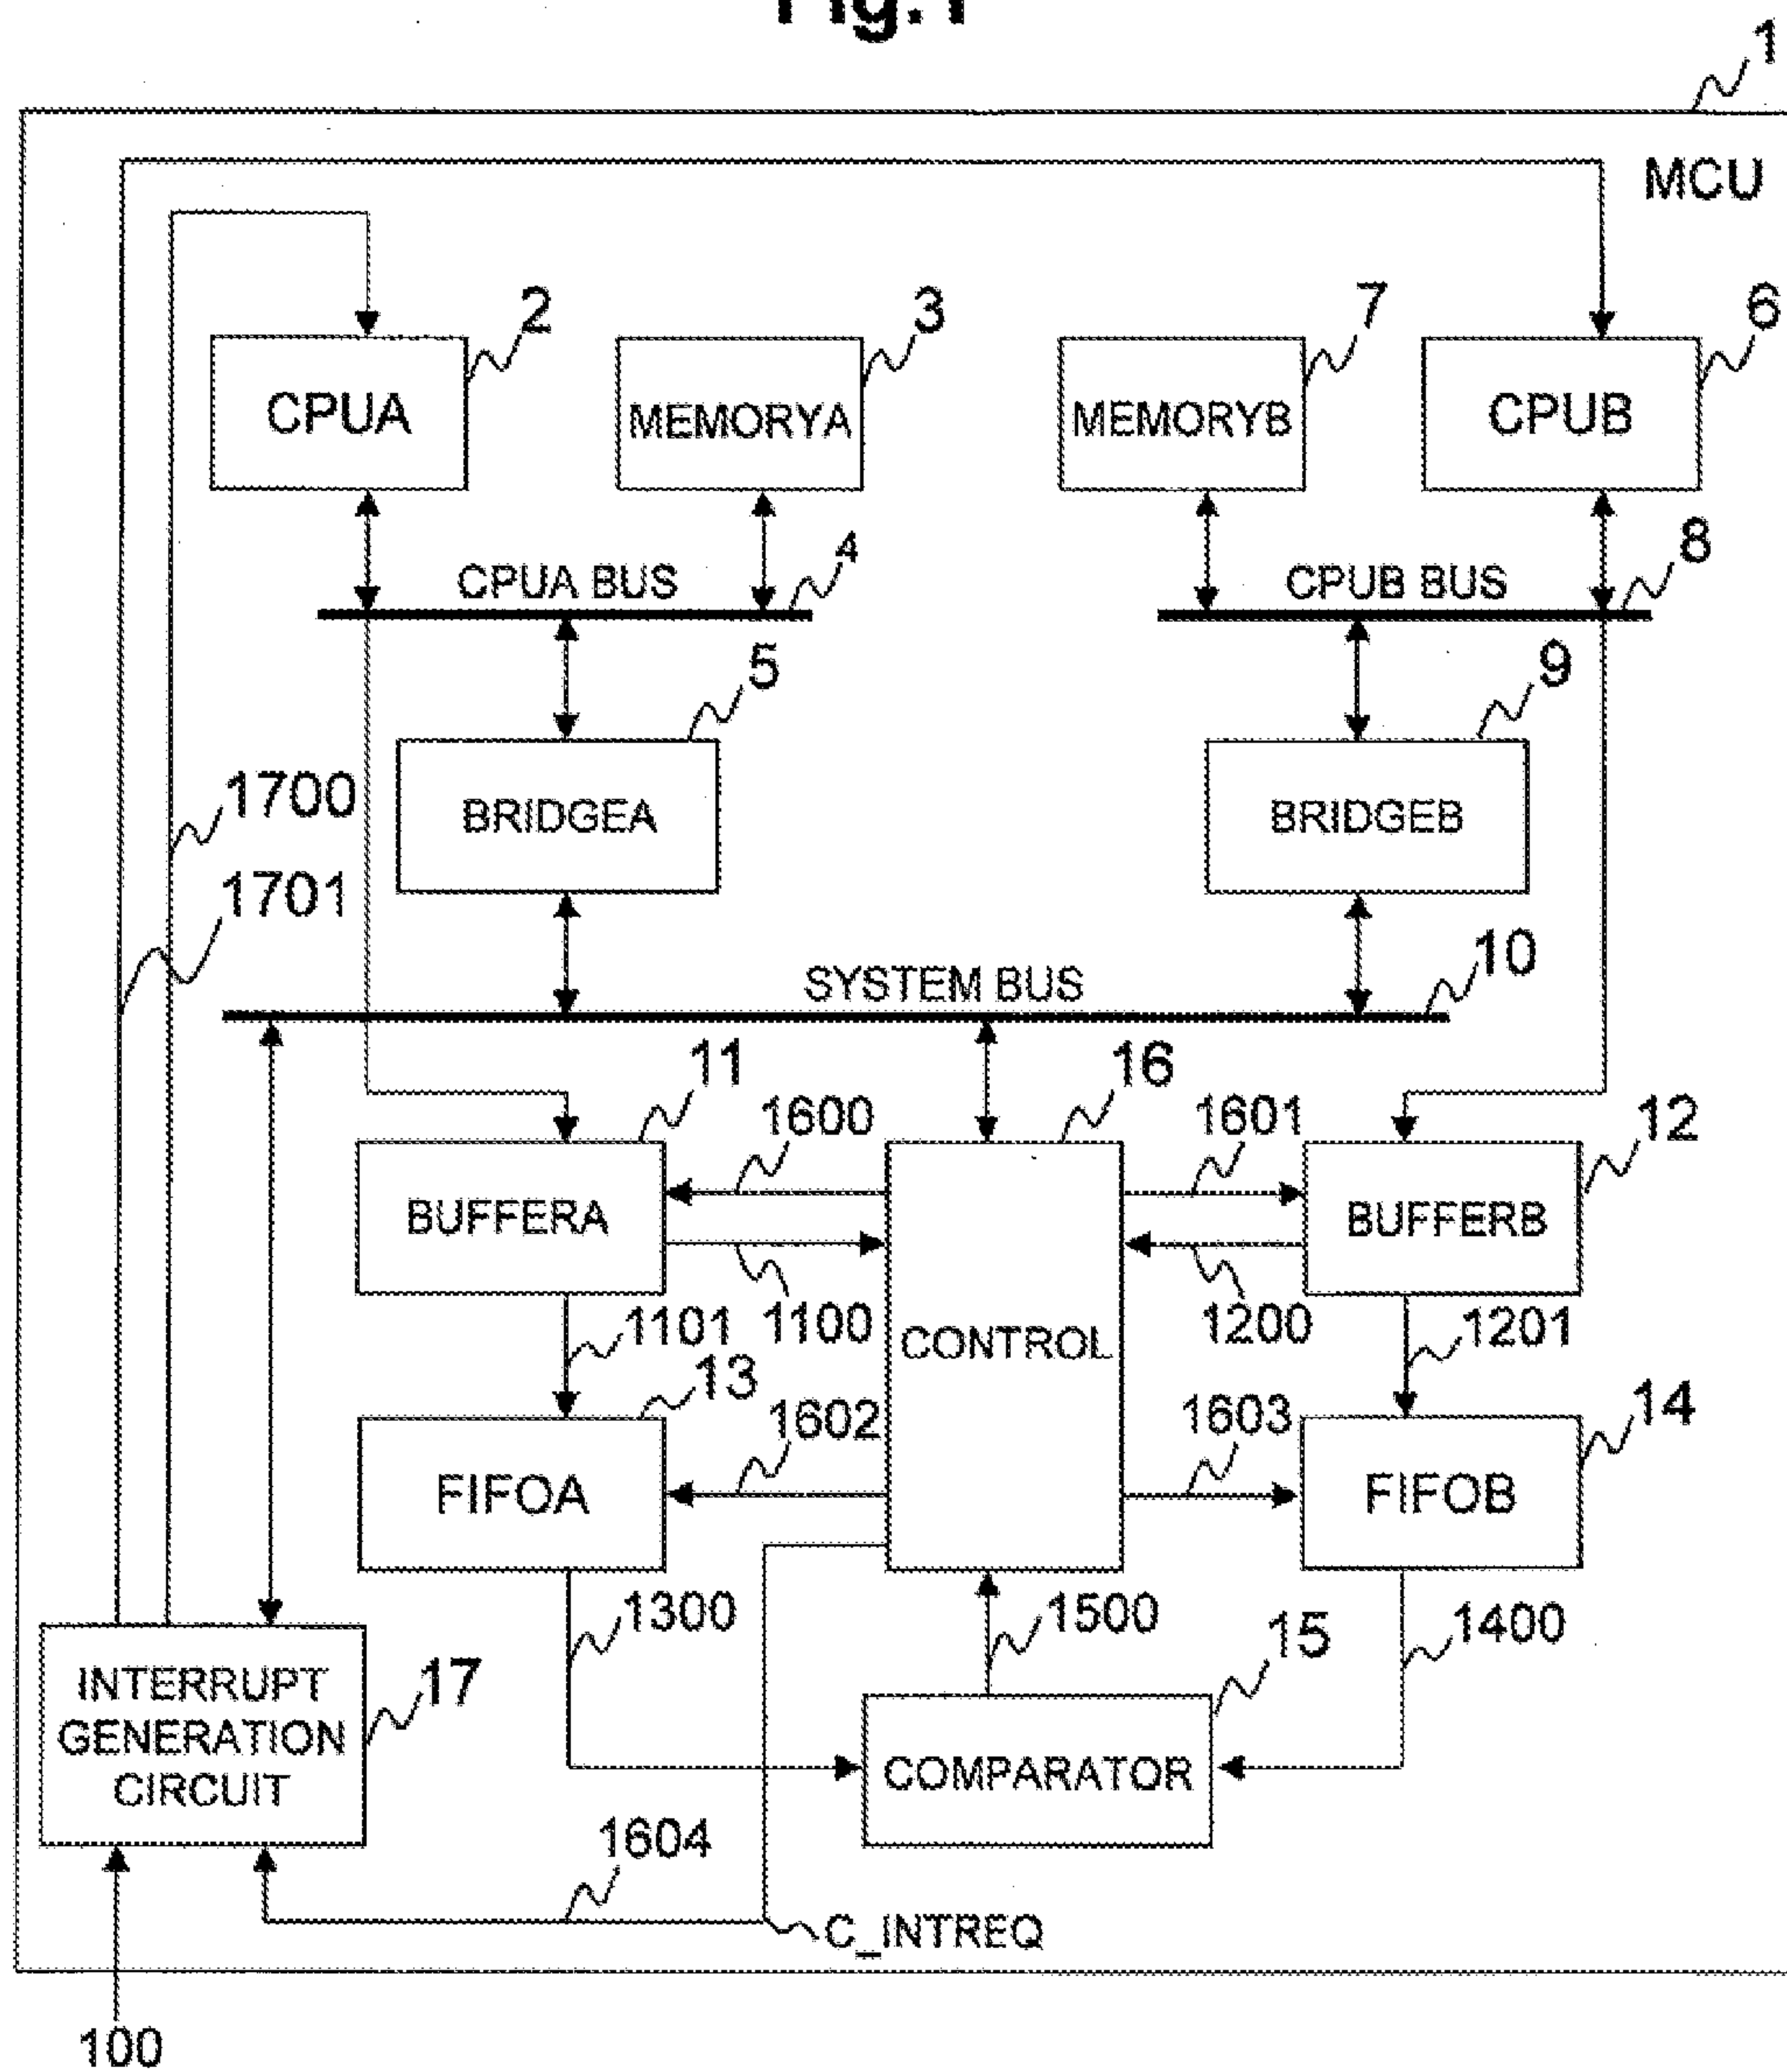 Fig.1
1
MCU
2
3
7
6
CPUA
MEMORYA
MEMORYB
CPUB
4
8
CPUA BUS
CPUB BUS
5
9
BRIDGEA
BRIDGEB
1700
1701
SYSTEM BUS
10
11
16
12
1600
1601
BUFFERA
BUFFERB
1100
1200
1101
1201
CONTROL
13
14
1602
1603
FIFOA
FIFOB
1300
1500
15
1400
INTERRUPT
GENERATION
CIRCUIT
17
COMPARATOR
1604
C_INTREQ
100